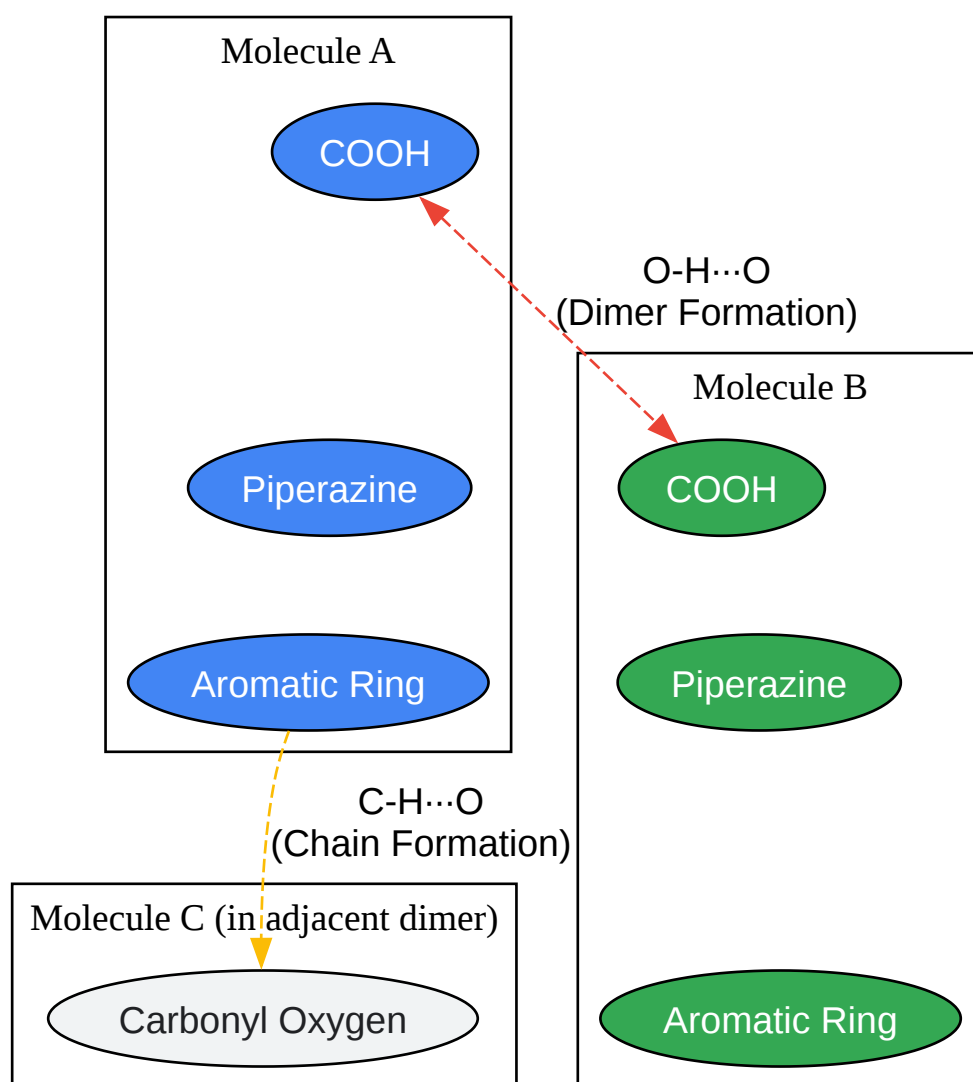 Molecule A
COOH
O-H···O
(Dimer Formation)
Molecule B
Piperazine
COOH
Aromatic Ring
Piperazine
C-H···O
(Chain Formation)
Molecule C (in adjacent dimer)
Carbonyl Oxygen
Aromatic Ring